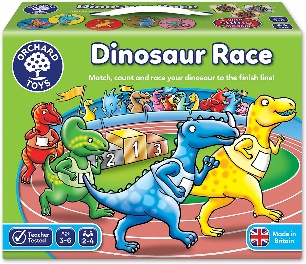 ORCHARD
TOYS
Dinosaur Race
Match, count and race your dinosaur to the finish line!
2
1
3
Teacher
Tested
Age
3-6
2-4
Made in
Britain